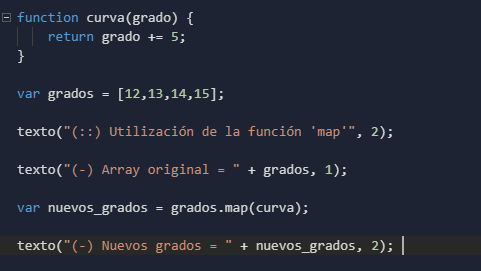 function curva(grado) {
return grado += 5;
}
var grados = [12,13,14,15];
texto("(::) Utilización de la función 'map'", 2);
texto("(-) Array original = " + grados, 1);
var nuevos_grados = grados.map(curva);
texto("(-) Nuevos grados = " + nuevos_grados, 2);